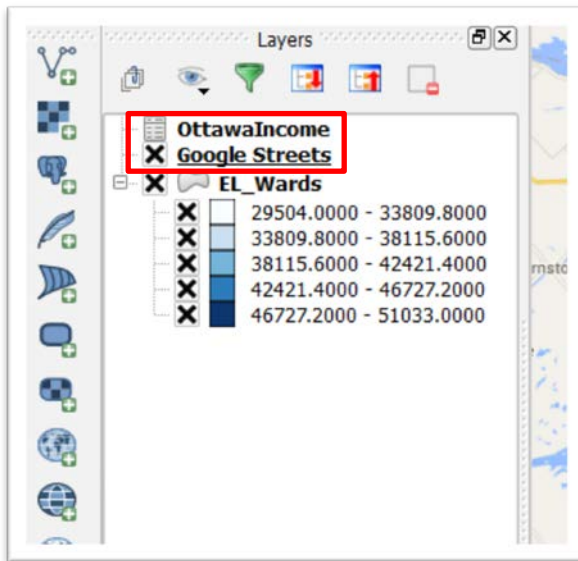 Layers
OttawaIncome
Google Streets
EL_Wards
29504.0000 - 33809.8000
33809.8000 - 38115.6000
38115.6000 - 42421.4000
42421.4000 - 46727.2000
46727.2000 - 51033.0000